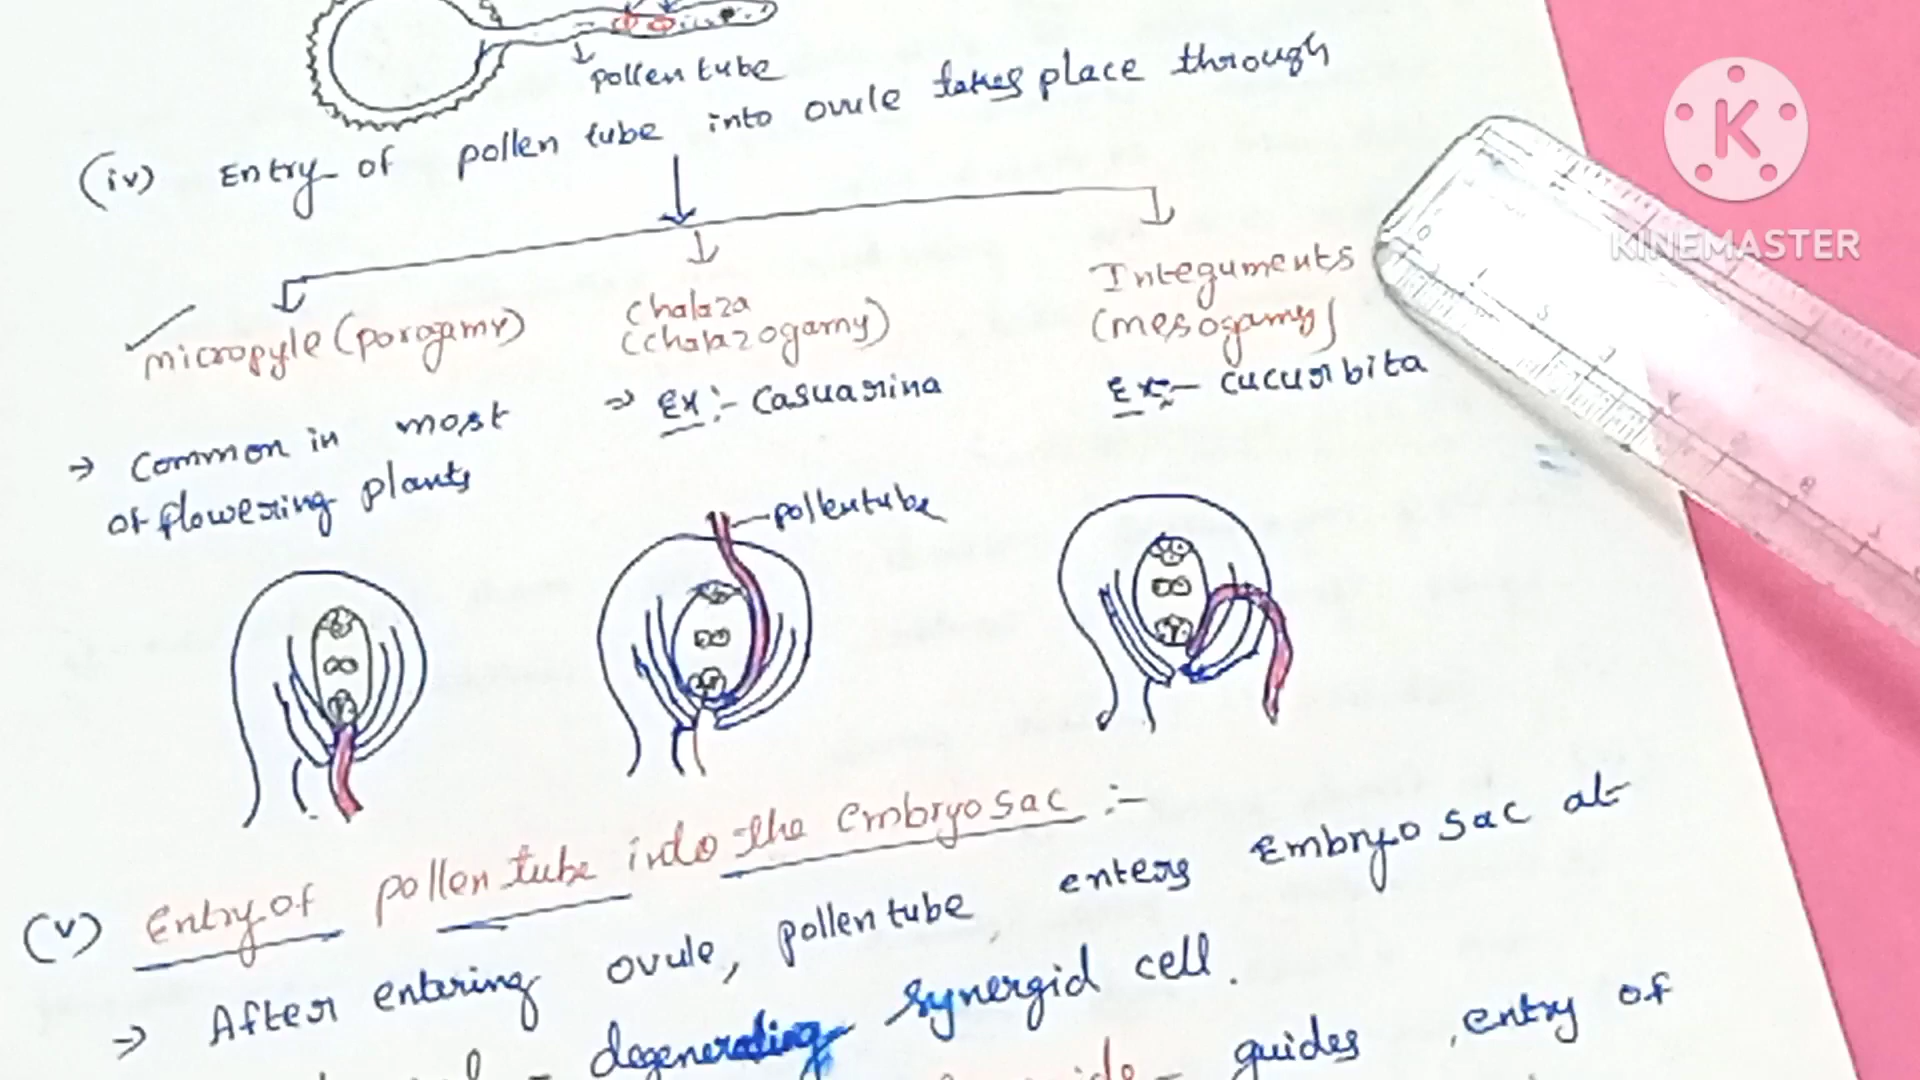 pollen tube
(iv) Entry of pollen tube into ovule takes place through
micropyle (porogamy)
Chalaza
(chalazogamy)
Integuments
(mesogamy)
→ Common in most
of flowering plants
⇒ Ex :- Casuarina
Ex :- cucurbita
pollen tube
(v) Entry of pollen tube into the embryo sac :-
→ After entering ovule, pollen tube, enters Embryo sac at
degenerating synergid cell.
guides entry of
K
KINEMASTER